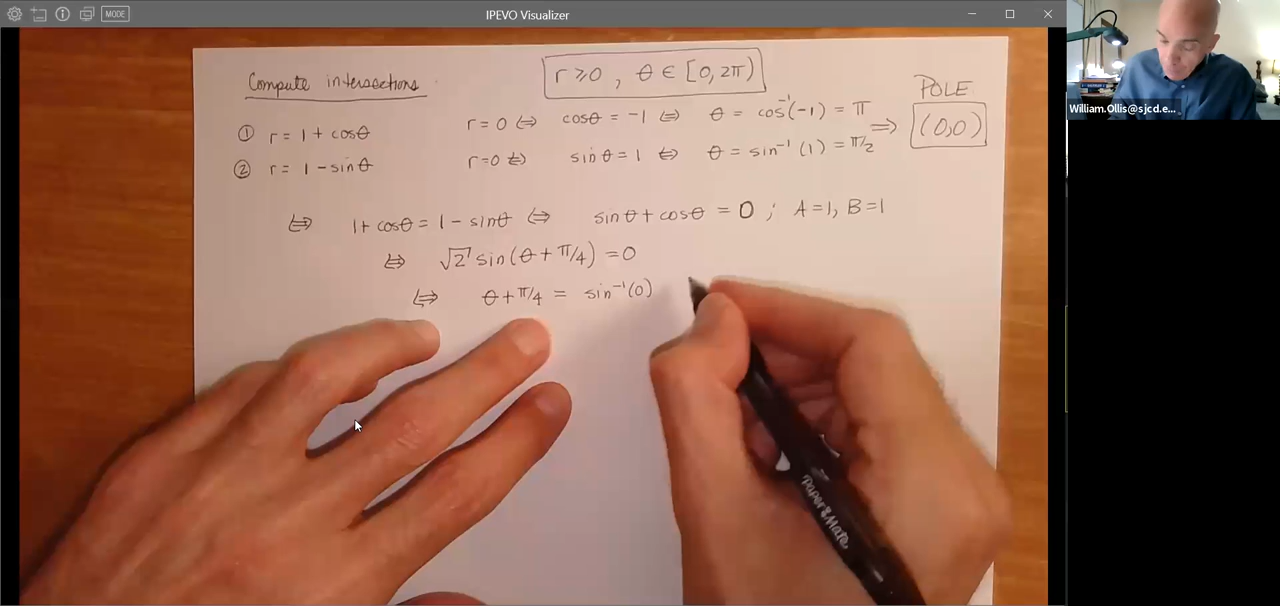 MODE
IPEVO Visualizer
Compute intersections
r ⩾ 0 , θ ∈ [0, 2π)
POLE
(0,0)
① r = 1 + cosθ
r = 0 ⇔ cosθ = -1 ⇔ θ = cos⁻¹(-1) = π
⇒
② r = 1 - sinθ
r = 0 ⇔ sinθ = 1 ⇔ θ = sin⁻¹(1) = π/2
⇔ 1 + cosθ = 1 - sinθ ⇔ sinθ + cosθ = 0 ; A=1, B=1
⇔ √2 sin(θ + π/4) = 0
⇔ θ + π/4 = sin⁻¹(0)
Paper Mate
William.Ollis@sjcd.e...